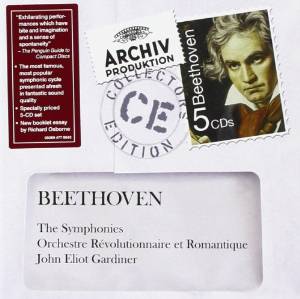 "Exhilarating perfor-
mances which have
bite and imagination
and a sense of
spontaneity"
– The Penguin Guide to
Compact Discs
• The most famous,
most popular
symphonic cycle
presented afresh
in fantastic sound
quality
• Specially priced
5-CD set
• New booklet essay
by Richard Osborne
ARCHIV
PRODUKTION
COLLECTORS
CE
EDITION
Beethoven
5 CDs
BEETHOVEN
The Symphonies
Orchestre Révolutionnaire et Romantique
John Eliot Gardiner